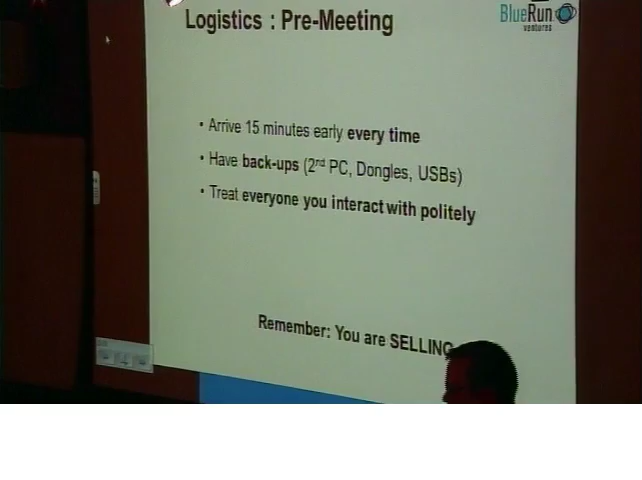 Logistics : Pre-Meeting
BlueRun
ventures
• Arrive 15 minutes early every time
• Have back-ups (2nd PC, Dongles, USBs)
• Treat everyone you interact with politely
Remember: You are SELLING